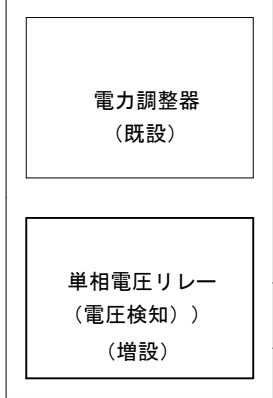 電力調整器
（既設）
単相電圧リレー
（電圧検知））
（増設）